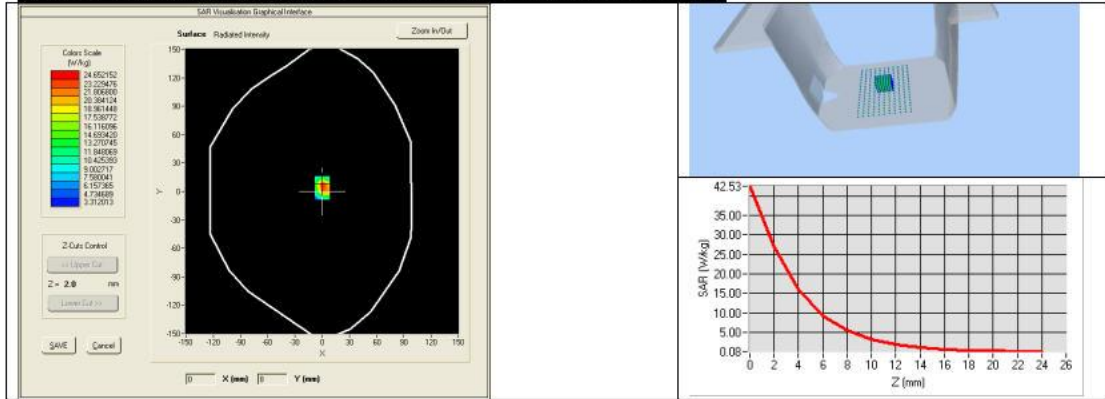 SAR Visualisation Graphical Interface
Surface Radiated Intensity
Zoom In/Out
Colors Scale
(W/kg)
24.652152
23.229476
21.806800
20.384124
18.961448
17.538772
16.116096
14.693420
13.270745
11.848069
10.425393
9.002717
7.580041
6.157365
4.734689
3.312013
Z-Cuts Control
<< Upper Cut
Z = 2.0 mm
Lower Cut >>
SAVE Cancel
Y
150
120
90
60
30
0
-30
-60
-90
-120
-150
-150 -120 -90 -60 -30 0 30 60 90 120 150
X
0 X (mm) 8 Y (mm)
SAR (W/kg)
42.53
35.00
30.00
25.00
20.00
15.00
10.00
5.00
0.08
0 2 4 6 8 10 12 14 16 18 20 22 24 26
Z (mm)